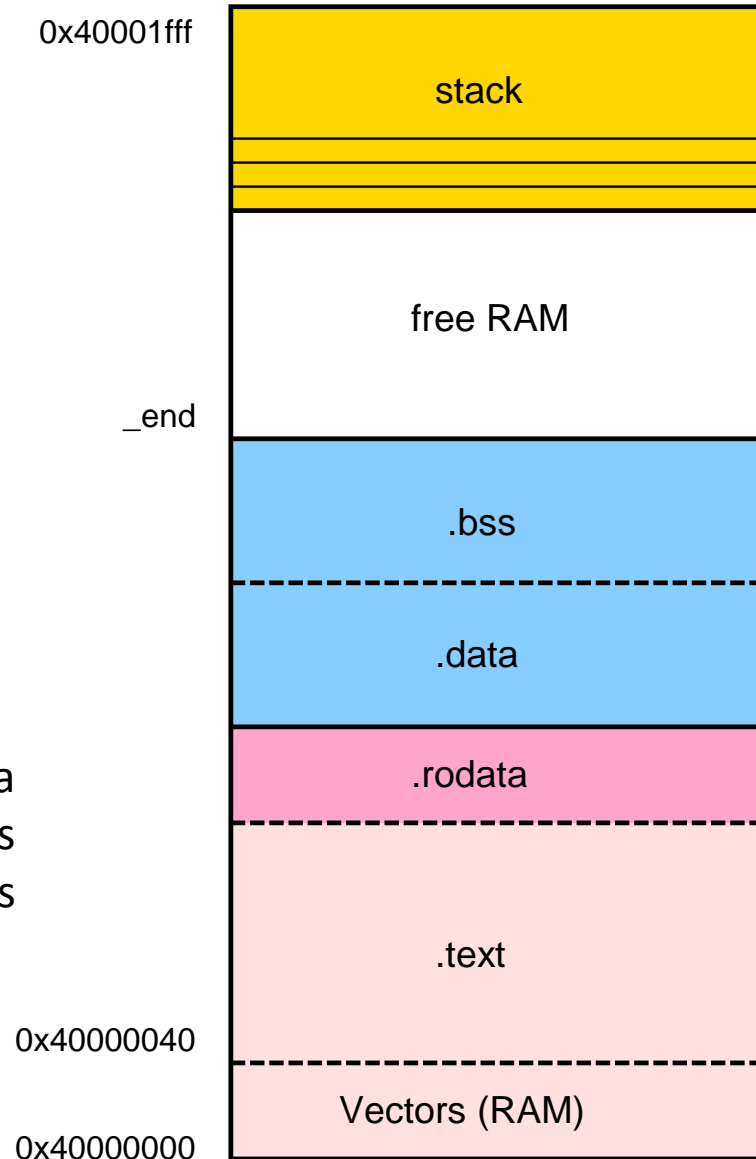 0x40001fff
stack
free RAM
_end
.bss
.data
.rodata
a
s
s
.text
0x40000040
Vectors (RAM)
0x40000000